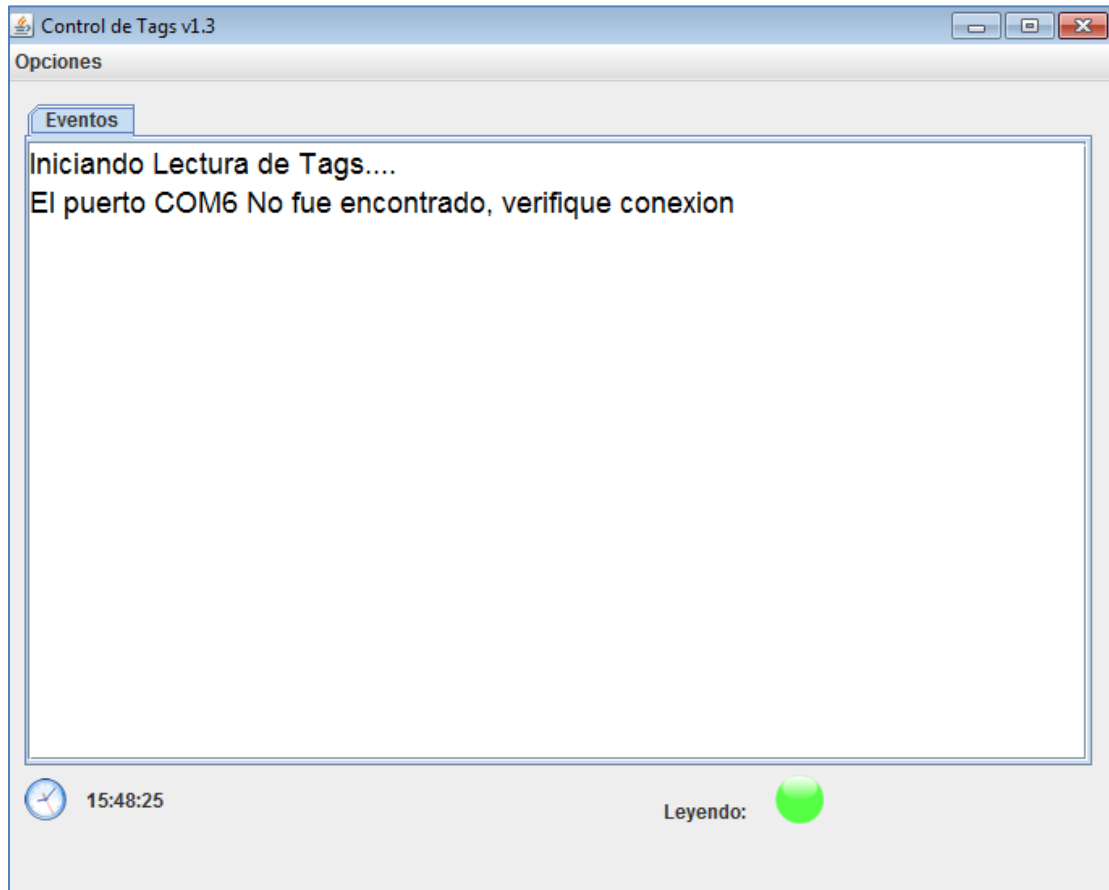 Control de Tags v1.3
Opciones
Eventos
Iniciando Lectura de Tags....
El puerto COM6 No fue encontrado, verifique conexion
15:48:25
Leyendo: